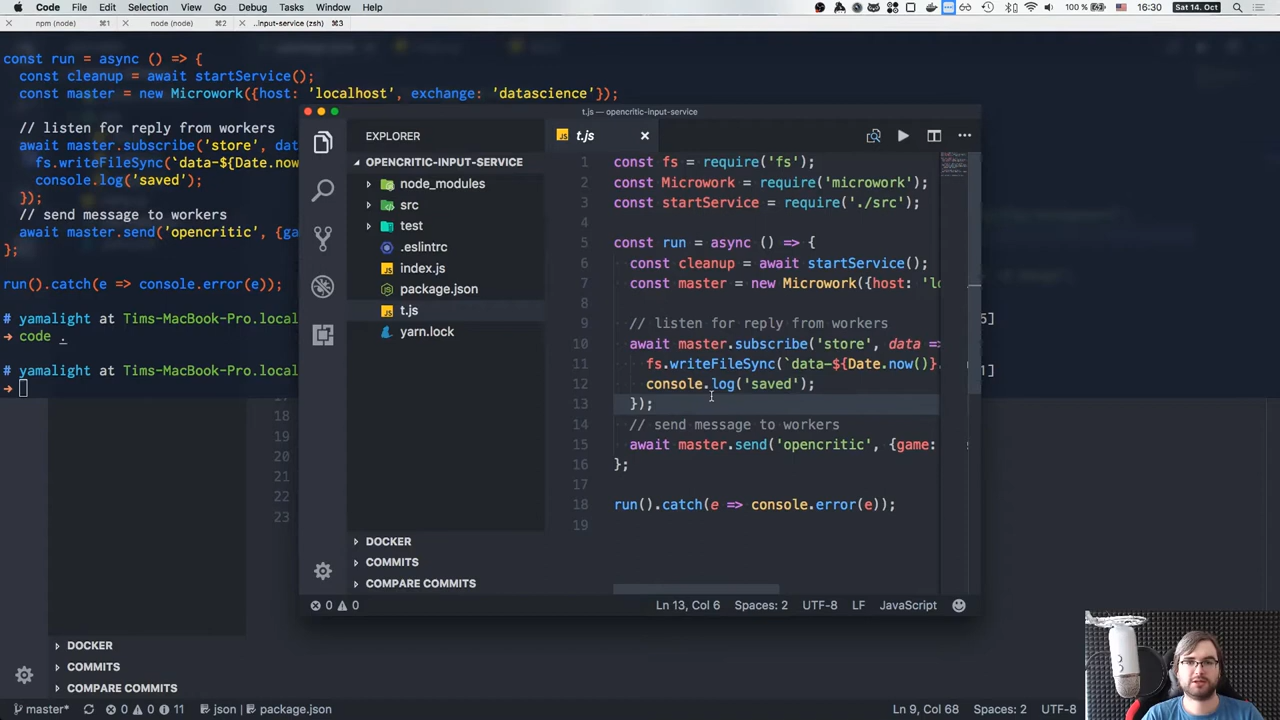 Code File Edit Selection View Go Debug Tasks Window Help 100 % 16:30 Sat 14. Oct
npm (node) ⌘1 node (node) ⌘2 ..input-service (zsh) ⌘3
const run = async () => {
const cleanup = await startService();
const master = new Microwork({host: 'localhost', exchange: 'datascience'});
// listen for reply from workers
await master.subscribe('store', da
fs.writeFileSync(`data-${Date.now
console.log('saved');
});
// send message to workers
await master.send('opencritic', {ga
};
run().catch(e => console.error(e));
# yamalight at Tims-MacBook-Pro.local 5]
→ code .
# yamalight at Tims-MacBook-Pro.local 1]
→
t.js — opencritic-input-service
EXPLORER
OPENCRITIC-INPUT-SERVICE
node_modules
src
test
.eslintrc
index.js
package.json
t.js
yarn.lock
DOCKER
COMMITS
COMPARE COMMITS
t.js
1 const fs = require('fs');
2 const Microwork = require('microwork');
3 const startService = require('./src');
4
5 const run = async () => {
6 const cleanup = await startService();
7 const master = new Microwork({host: 'lo
8
9 // listen for reply from workers
10 await master.subscribe('store', data =>
11 fs.writeFileSync(`data-${Date.now()}.
12 console.log('saved');
13 });
14 // send message to workers
15 await master.send('opencritic', {game:
16 };
17
18 run().catch(e => console.error(e));
19
0 0 Ln 13, Col 6 Spaces: 2 UTF-8 LF JavaScript
18
19
20
21
22
23
DOCKER
COMMITS
COMPARE COMMITS
master* 0 0 11 json package.json Ln 9, Col 68 Spaces: 2 UTF-8